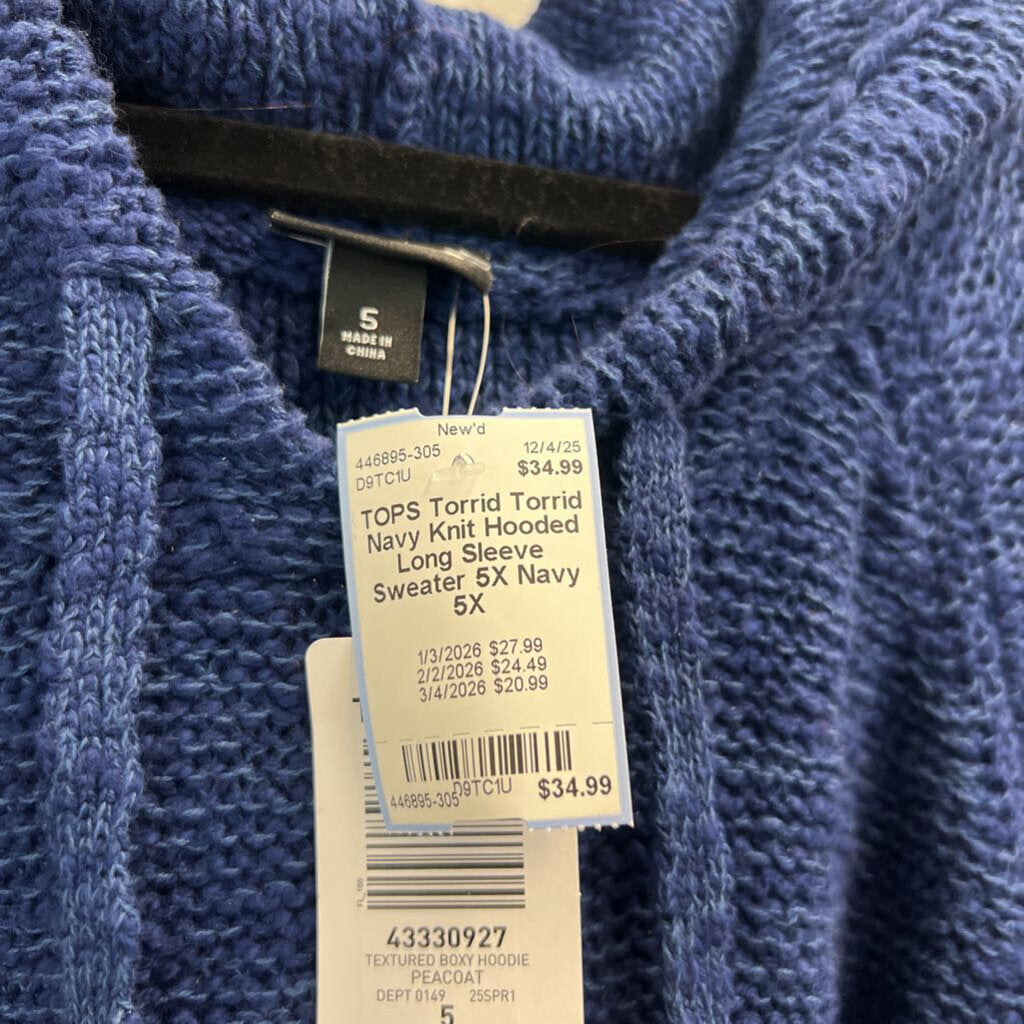 5
MADE IN
CHINA
New'd
446895-305 12/4/25
D9TC1U $34.99
TOPS Torrid Torrid
Navy Knit Hooded
Long Sleeve
Sweater 5X Navy
5X
1/3/2026 $27.99
2/2/2026 $24.49
3/4/2026 $20.99
446895-305 D9TC1U $34.99
FL_166
43330927
TEXTURED BOXY HOODIE
PEACOAT
DEPT 0149 25SPR1
5